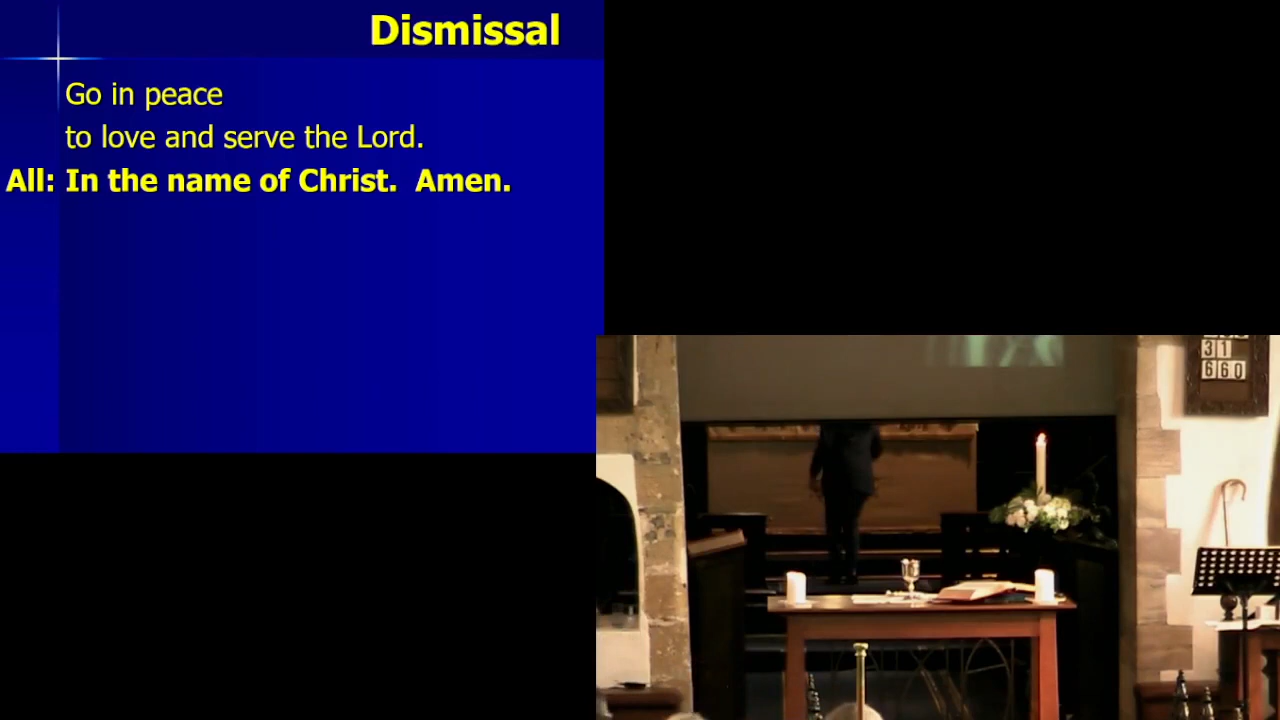 Dismissal
Go in peace
to love and serve the Lord.
All: In the name of Christ.  Amen.
31
660